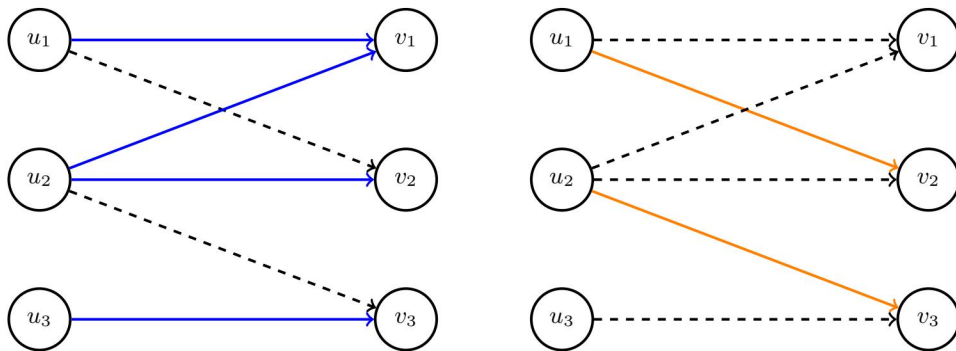 u₁ v₁ u₁ v₁
u₂ v₂ u₂ v₂
u₃ v₃ u₃ v₃